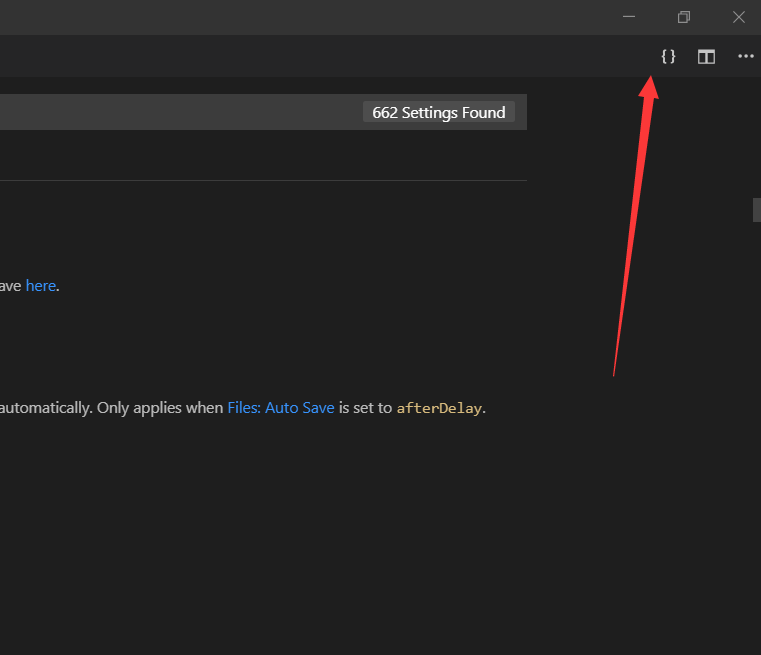 {}
662 Settings Found
ave here.
automatically. Only applies when Files: Auto Save is set to afterDelay.